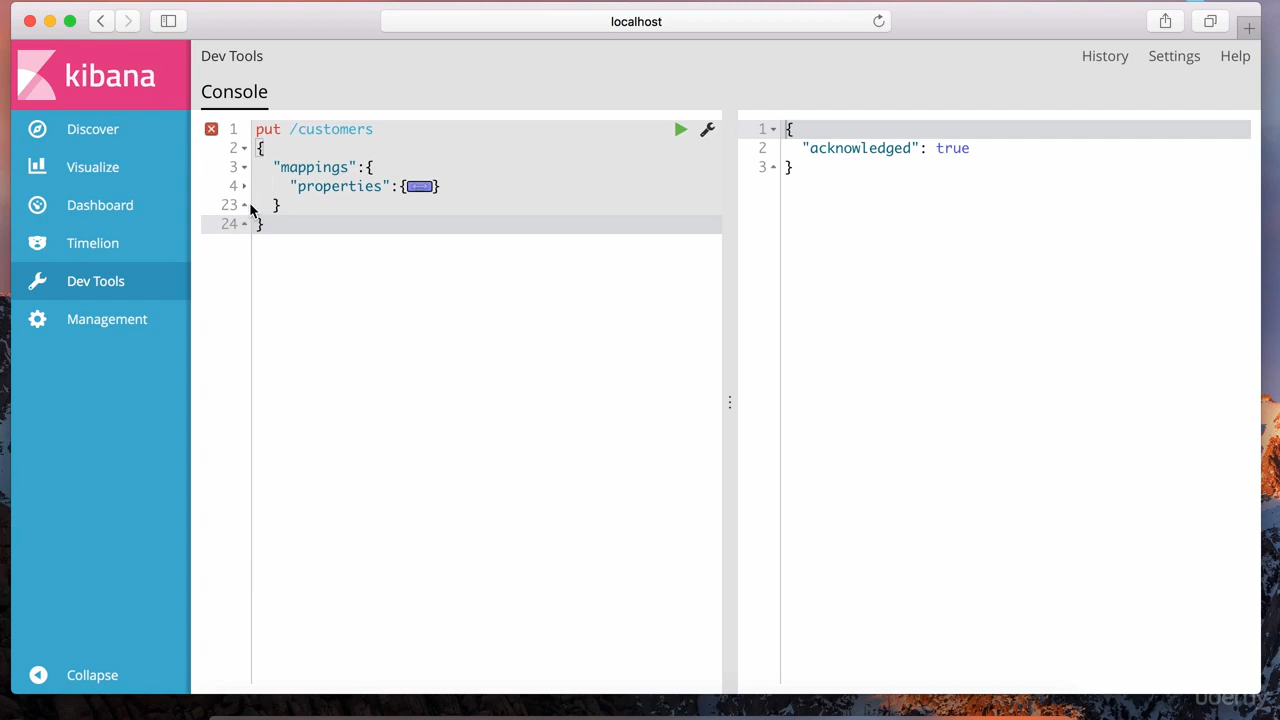 localhost
kibana
Dev Tools
History Settings Help
Console
Discover
Visualize
Dashboard
Timelion
Dev Tools
Management
Collapse
1 put /customers
2 {
3 "mappings":{
4 "properties":{}
23 }
24 }
1 {
2 "acknowledged": true
3 }
udemy